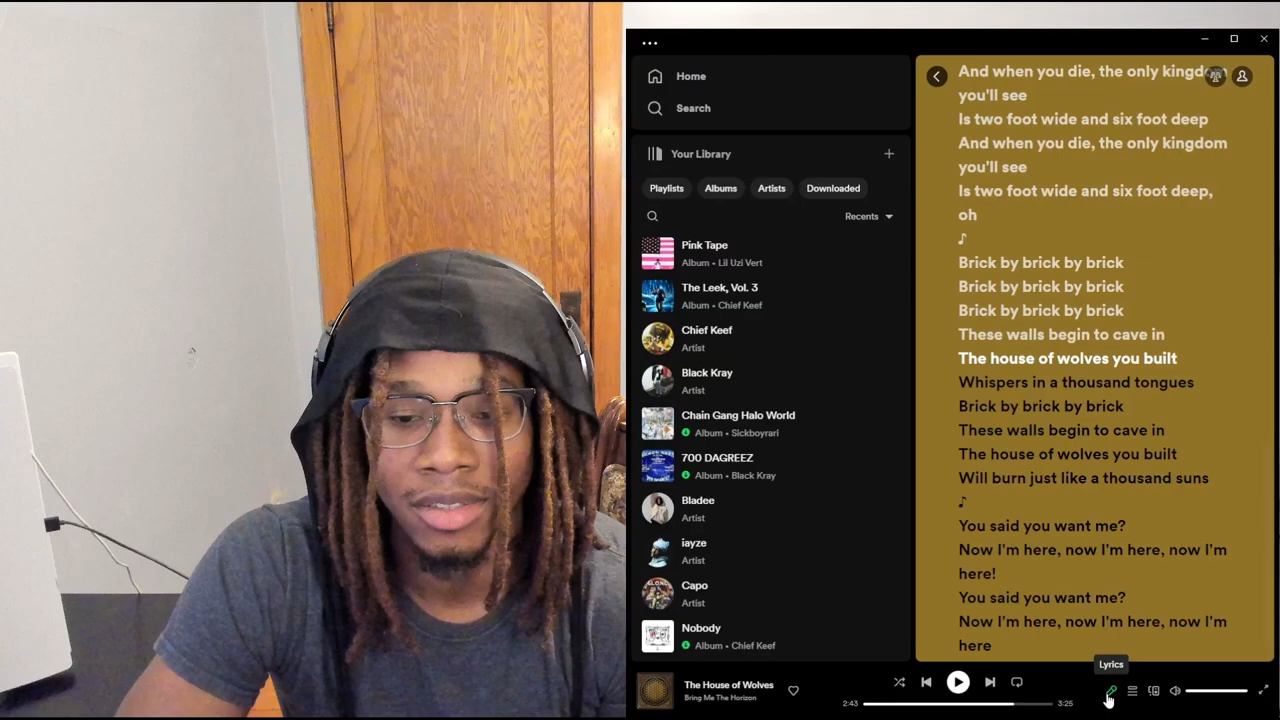 Home
Search
Your Library
Playlists Albums Artists Downloaded
Recents
Pink Tape
Album • Lil Uzi Vert
The Leek, Vol. 3
Album • Chief Keef
Chief Keef
Artist
Black Kray
Artist
Chain Gang Halo World
Album • Sickboyrari
700 DAGREEZ
Album • Black Kray
Bladee
Artist
iayze
Artist
Capo
Artist
Nobody
Album • Chief Keef
And when you die, the only kingdom
you'll see
Is two foot wide and six foot deep
And when you die, the only kingdom
you'll see
Is two foot wide and six foot deep,
oh
♪
Brick by brick by brick
Brick by brick by brick
Brick by brick by brick
These walls begin to cave in
The house of wolves you built
Whispers in a thousand tongues
Brick by brick by brick
These walls begin to cave in
The house of wolves you built
Will burn just like a thousand suns
♪
You said you want me?
Now I'm here, now I'm here, now I'm
here!
You said you want me?
Now I'm here, now I'm here, now I'm
here
Lyrics
The House of Wolves
Bring Me The Horizon
2:43
3:25